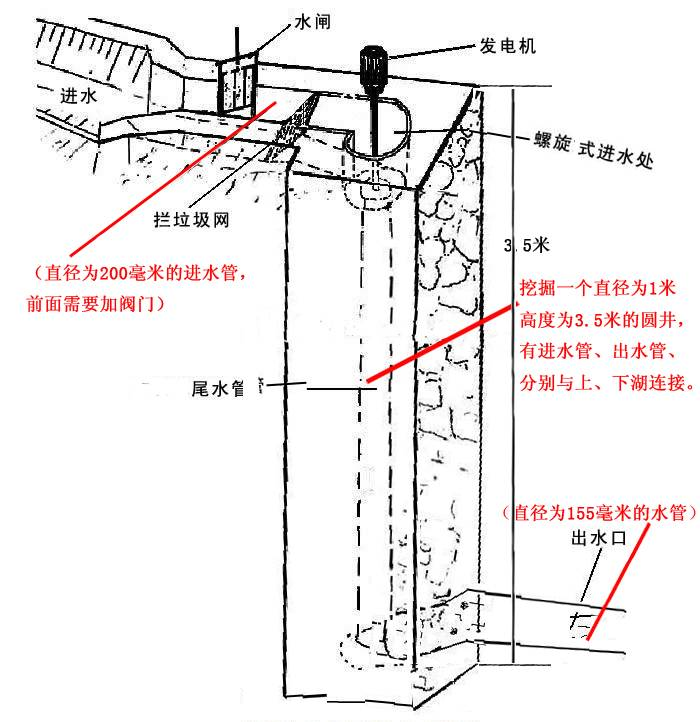 水闸
发电机
进水
螺旋式进水处
拦垃圾网
3.5米
（直径为200毫米的进水管，
前面需要加阀门）
挖掘一个直径为1米
高度为3.5米的圆井，
有进水管、出水管、
分别与上、下湖连接。
尾水管
（直径为155毫米的水管）
出水口